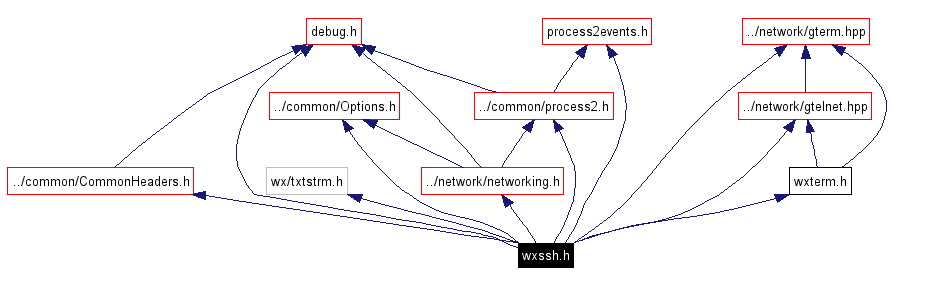 debug.h
process2events.h
../network/gterm.hpp
../common/Options.h
../common/process2.h
../network/gtelnet.hpp
../common/CommonHeaders.h
wx/txtstrm.h
../network/networking.h
wxterm.h
wxssh.h